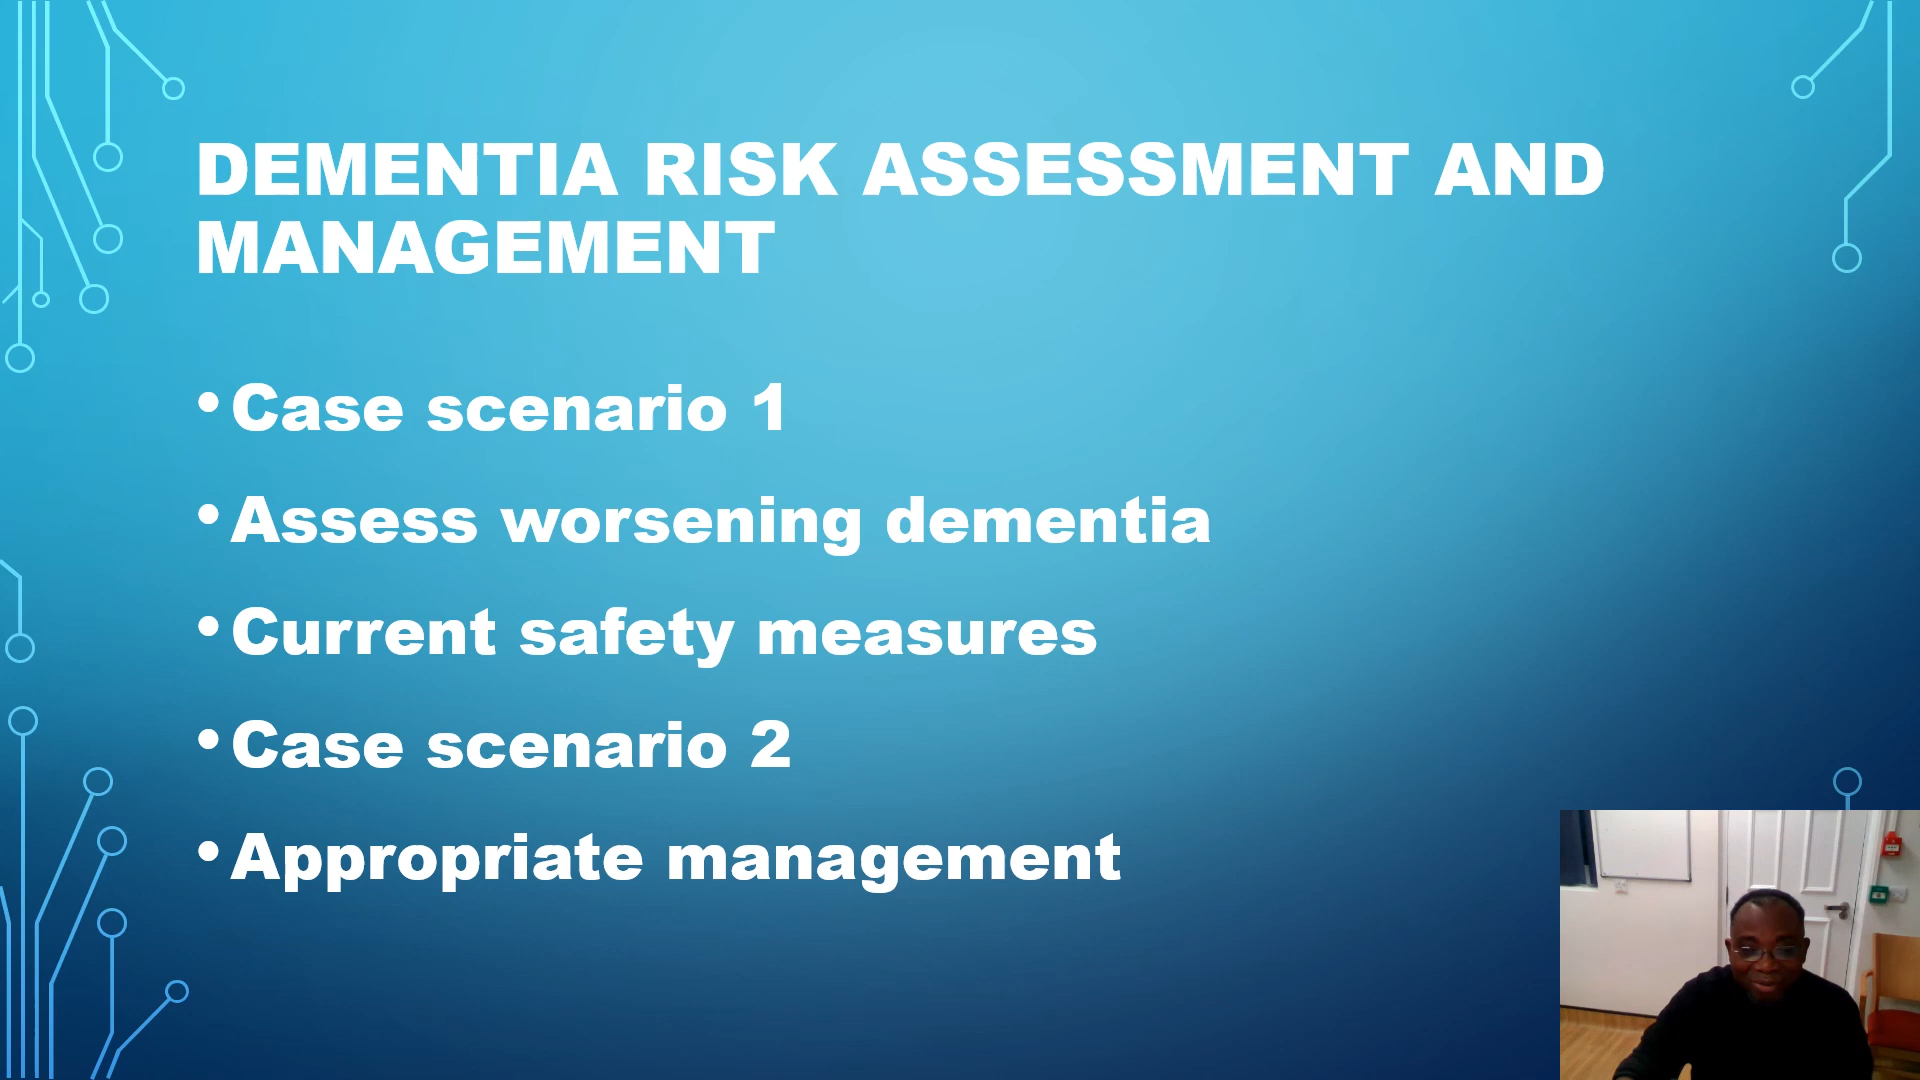 DEMENTIA RISK ASSESSMENT AND
MANAGEMENT
• Case scenario 1
• Assess worsening dementia
• Current safety measures
• Case scenario 2
• Appropriate management